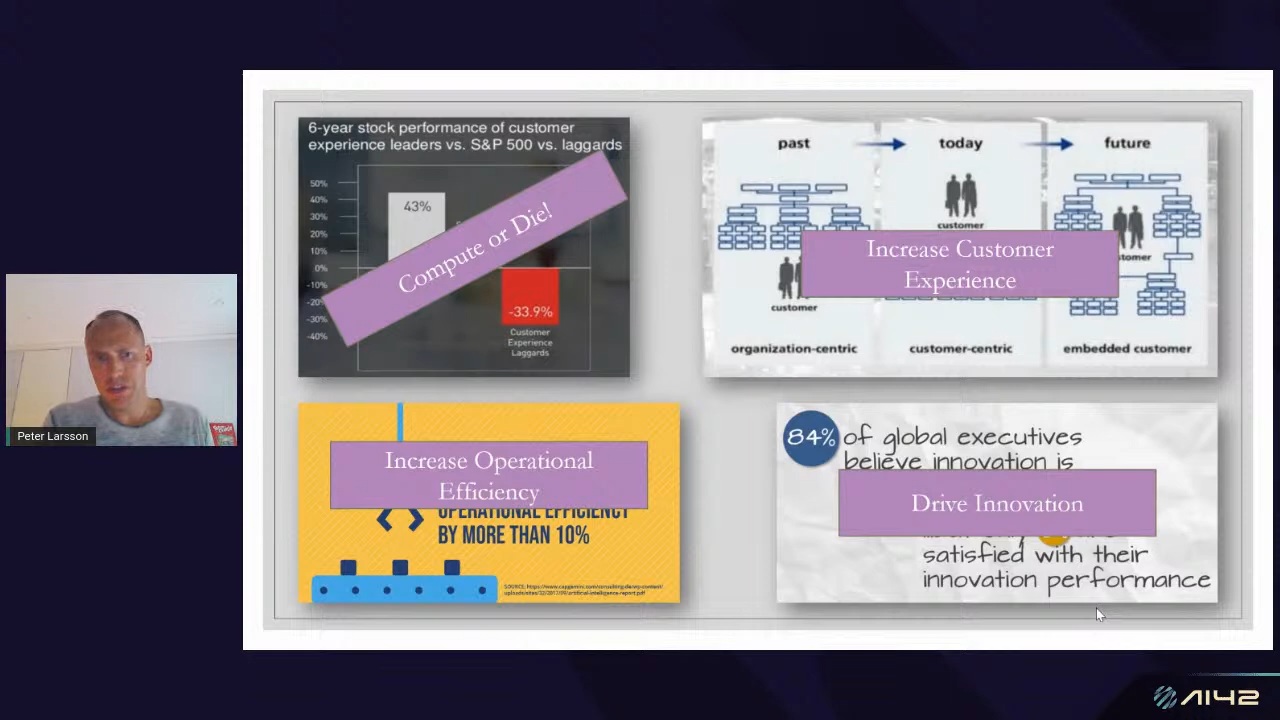 6-year stock performance of customer
experience leaders vs. S&P 500 vs. laggards
50%
40%
30%
20%
10%
0%
-10%
-20
-30%
-40%
43%
-33.9%
Customer
Experience
Laggards
Compute or Die!
past
today
future
customer
customer
organization-centric
customer-centric
embedded customer
Increase Customer
Experience
Increase Operational
Efficiency
OPERATIONAL EFFICIENCY
BY MORE THAN 10%
84% of global executives
believe innovation is
Drive Innovation
satisfied with their
innovation performance
Peter Larsson
AI42